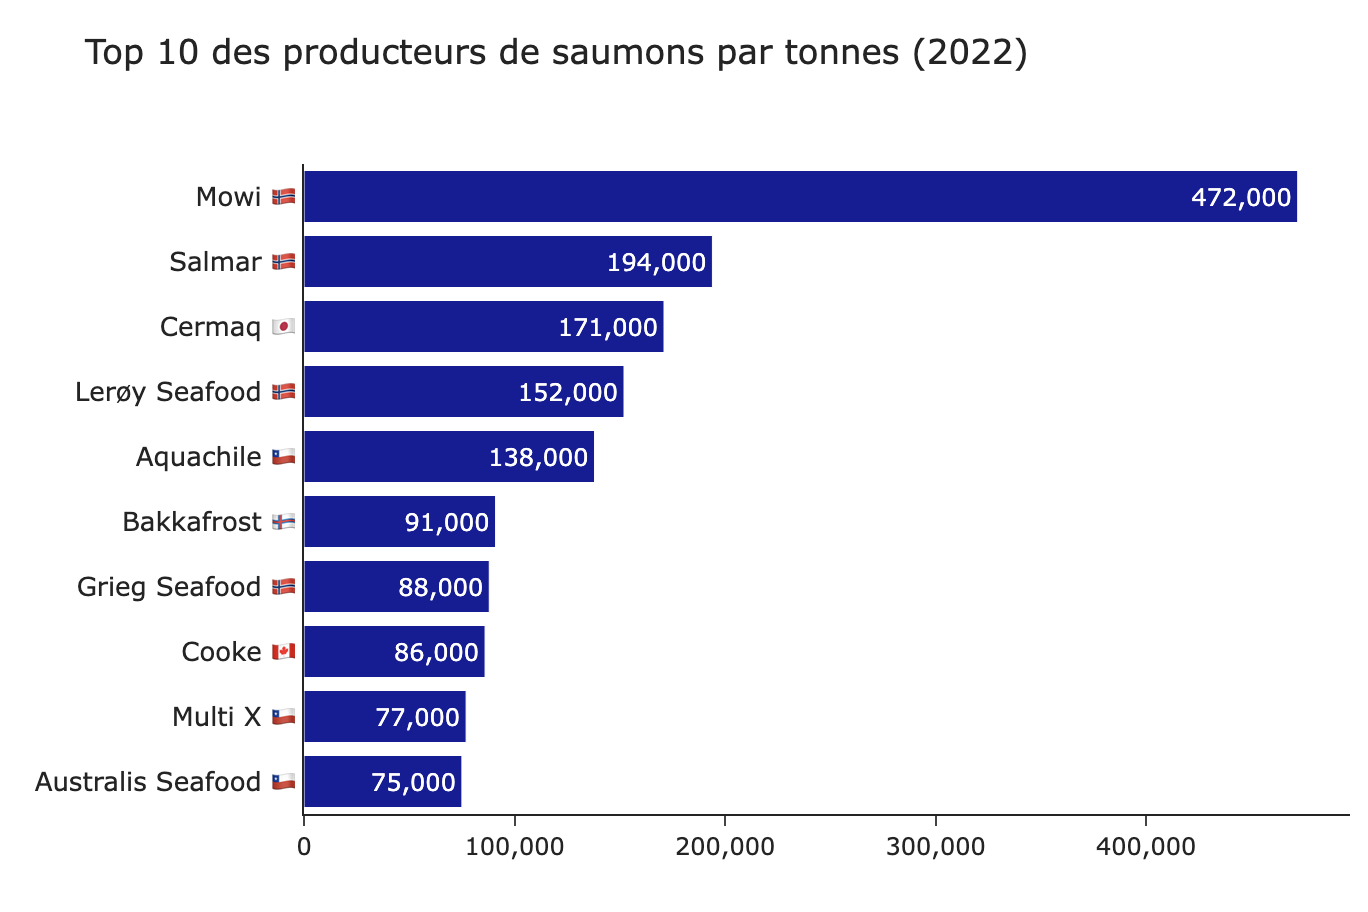 Top 10 des producteurs de saumons par tonnes (2022)
Mowi 🇳🇴 472,000
Salmar 🇳🇴 194,000
Cermaq 🇯🇵 171,000
Lerøy Seafood 🇳🇴 152,000
Aquachile 🇨🇱 138,000
Bakkafrost 🇫🇴 91,000
Grieg Seafood 🇳🇴 88,000
Cooke 🇨🇦 86,000
Multi X 🇨🇱 77,000
Australis Seafood 🇨🇱 75,000
0 100,000 200,000 300,000 400,000